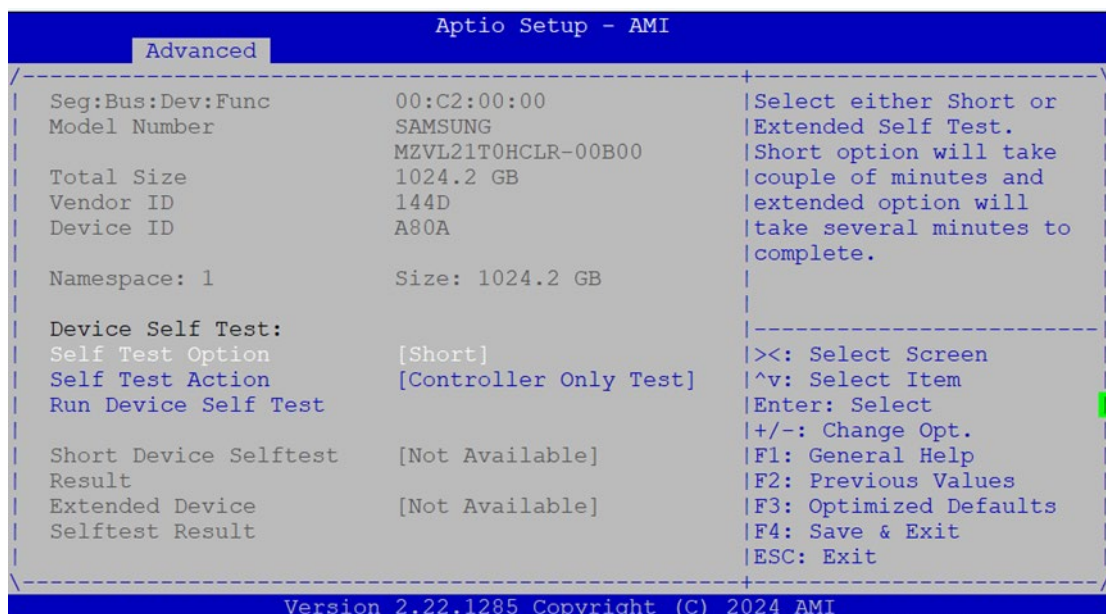 Aptio Setup - AMI
Advanced
/----------------------------------------------------+-------------------------\
| Seg:Bus:Dev:Func 00:C2:00:00 |Select either Short or |
| Model Number SAMSUNG |Extended Self Test. |
| MZVL21T0HCLR-00B00 |Short option will take |
| Total Size 1024.2 GB |couple of minutes and |
| Vendor ID 144D |extended option will |
| Device ID A80A |take several minutes to |
| |complete. |
| Namespace: 1 Size: 1024.2 GB | |
| | |
| Device Self Test: |-------------------------|
| Self Test Option [Short] |><: Select Screen |
| Self Test Action [Controller Only Test] |^v: Select Item |
| Run Device Self Test |Enter: Select |
| |+/-: Change Opt. |
| Short Device Selftest [Not Available] |F1: General Help |
| Result |F2: Previous Values |
| Extended Device [Not Available] |F3: Optimized Defaults |
| Selftest Result |F4: Save & Exit |
| |ESC: Exit |
\----------------------------------------------------+-------------------------/
Version 2.22.1285 Copyright (C) 2024 AMI